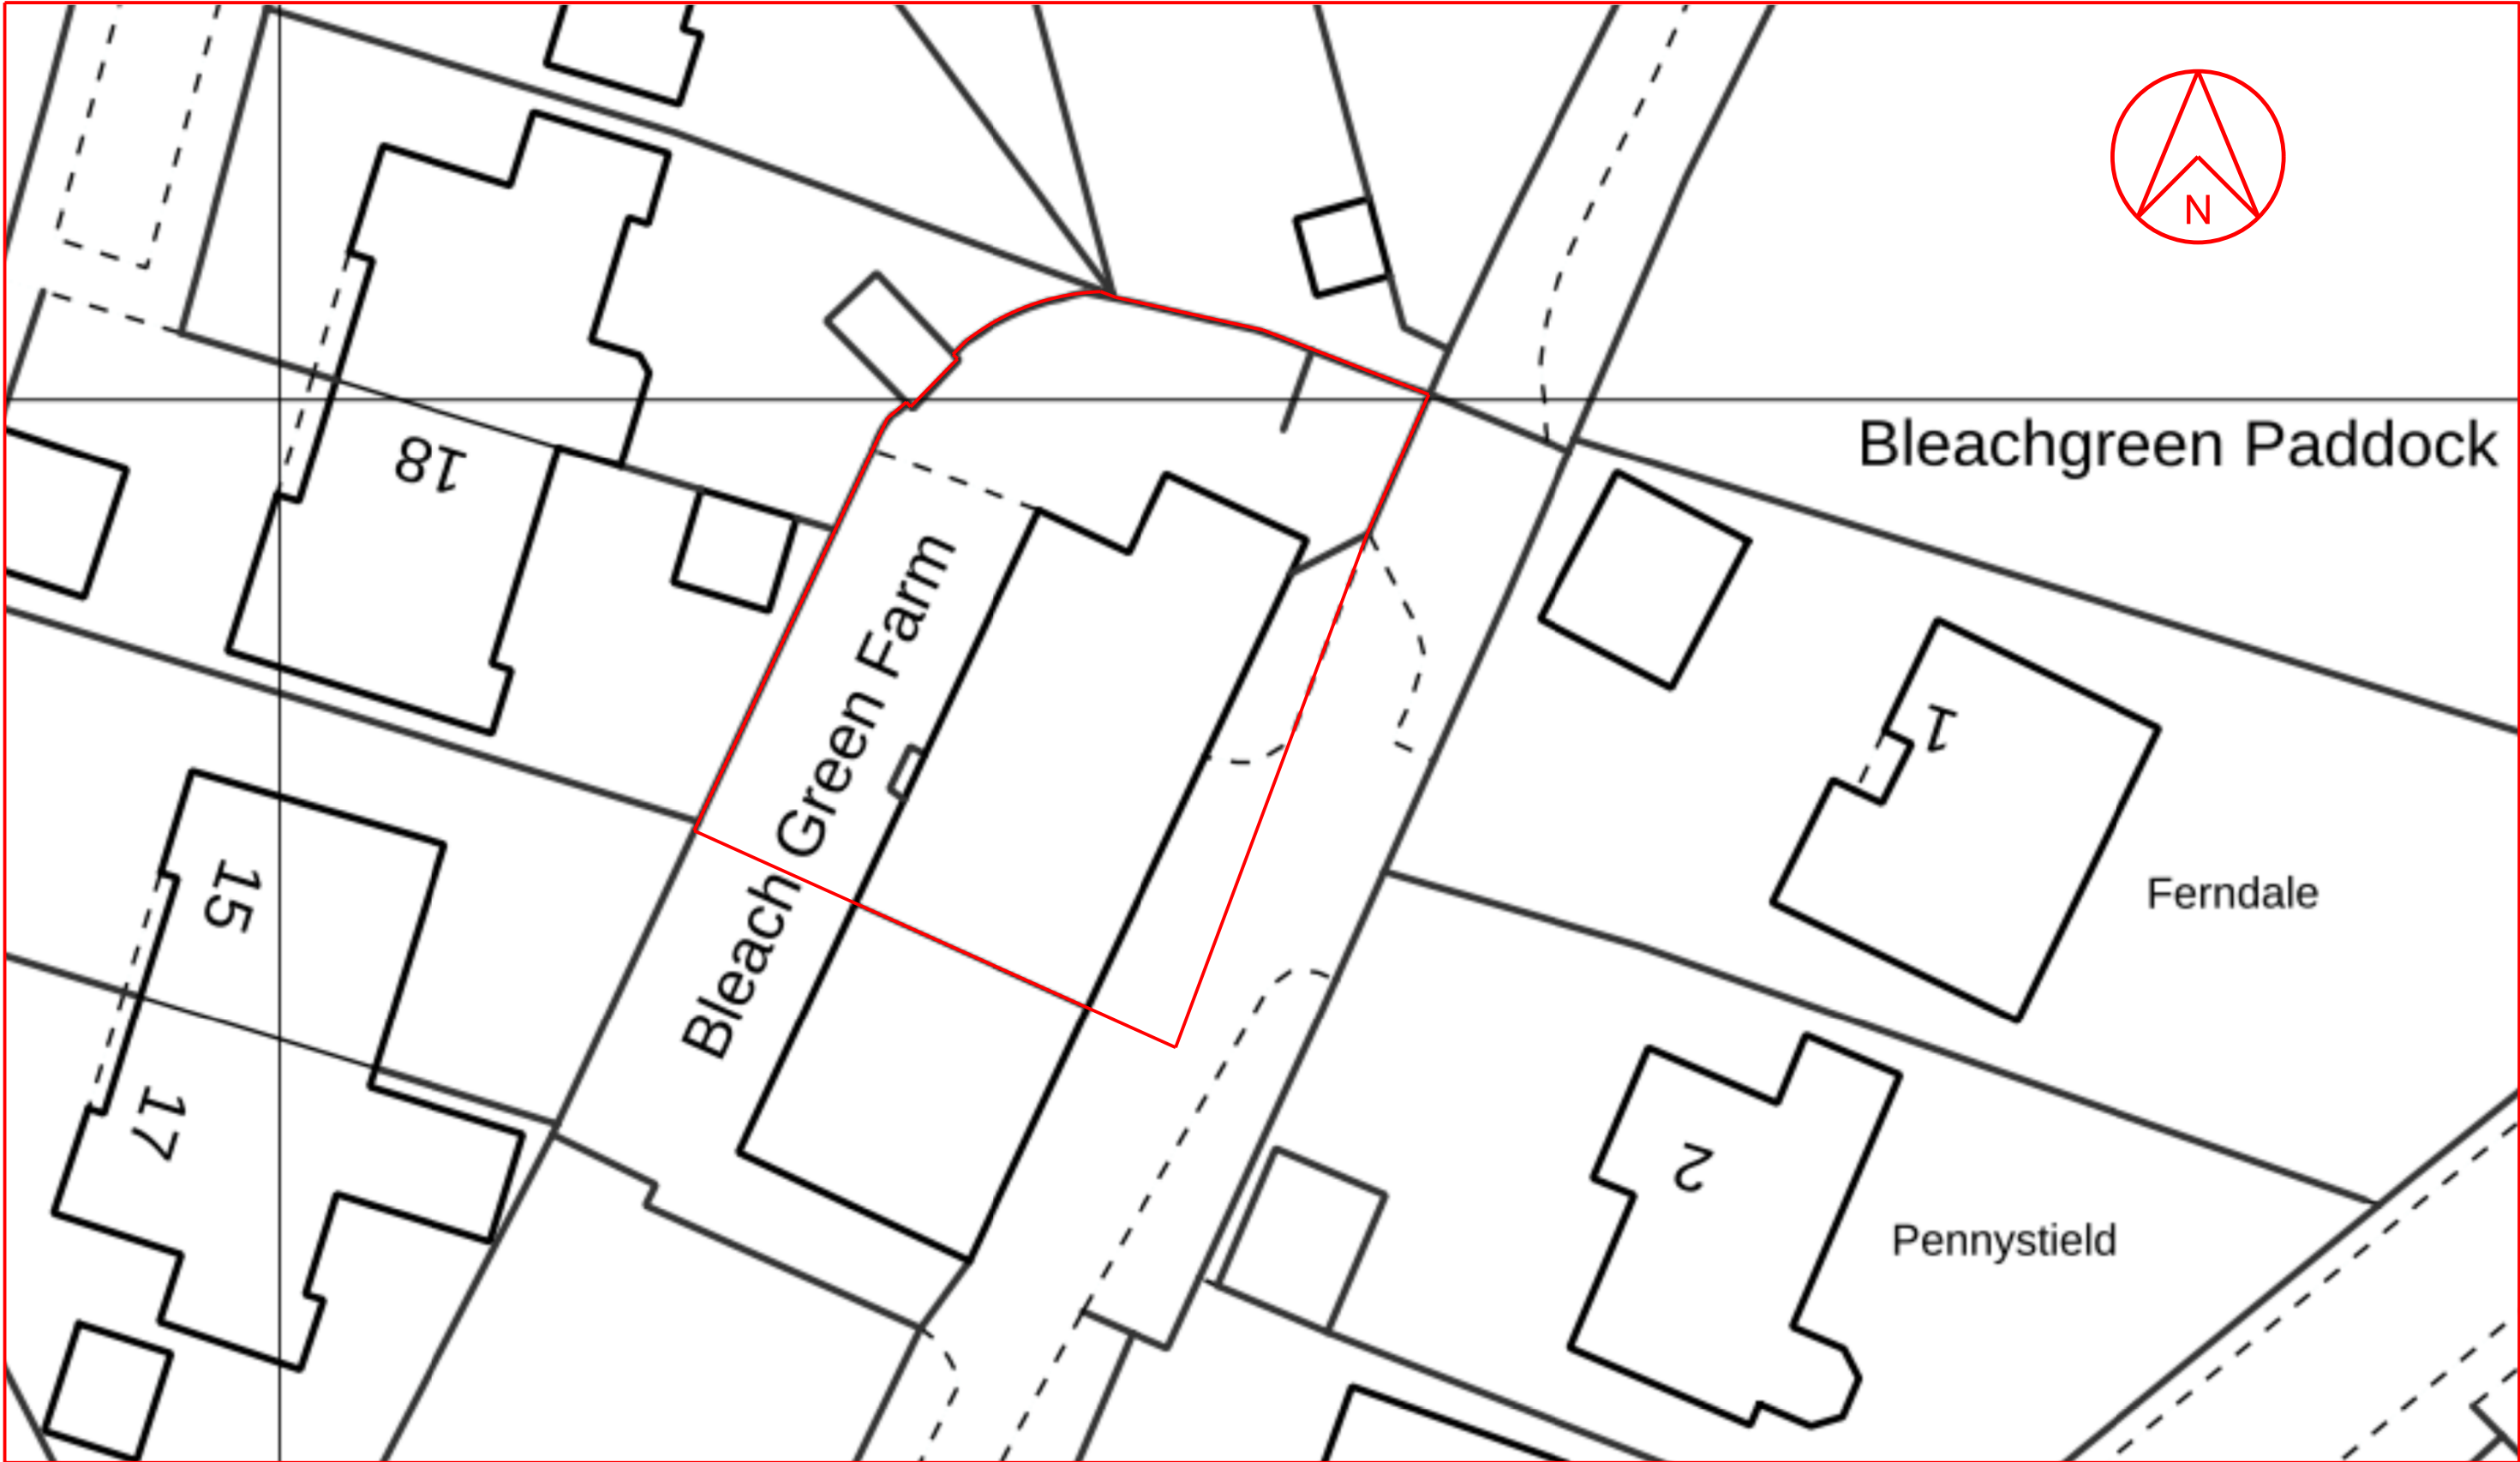 N
Bleachgreen Paddock
18
Bleach Green Farm
1
Ferndale
15
17
2
Pennystield